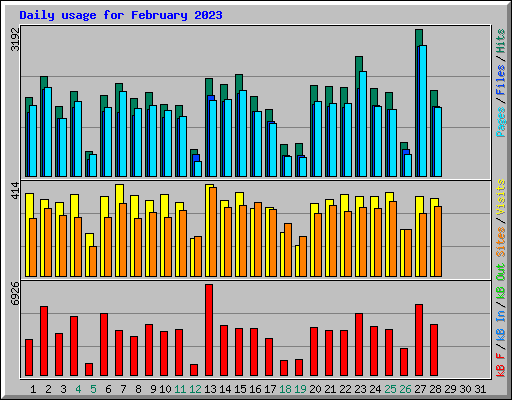 Daily usage for February 2023
3192
Pages / Files / Hits
414
Sites / Visits
6926
kB F / kB In / kB Out
1 2 3 4 5 6 7 8 9 10 11 12 13 14 15 16 17 18 19 20 21 22 23 24 25 26 27 28 29 30 31